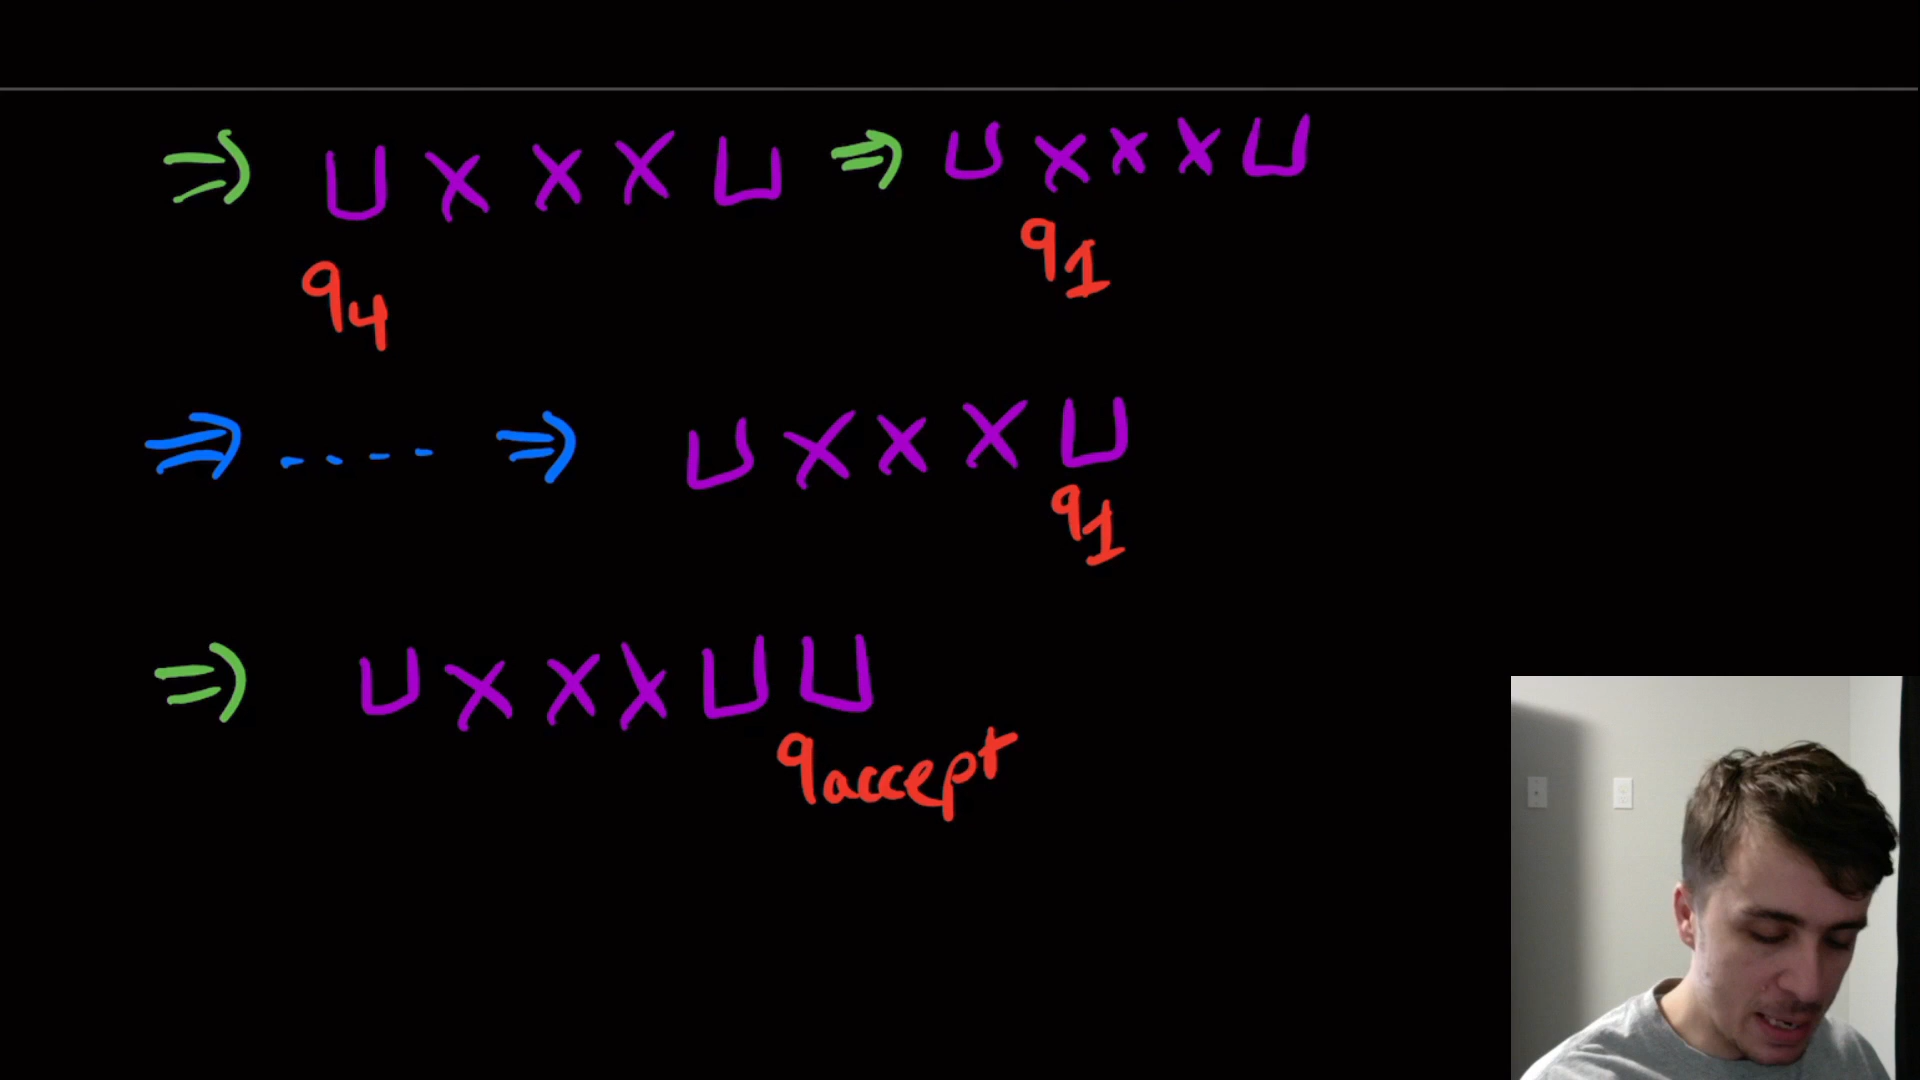 ⇒ ⊔ x x x ⊔ ⇒ ⊔ x x x ⊔
q4 q1
⇒ .... ⇒ ⊔ x x x ⊔
q1
⇒ ⊔ x x x ⊔ ⊔
qaccept